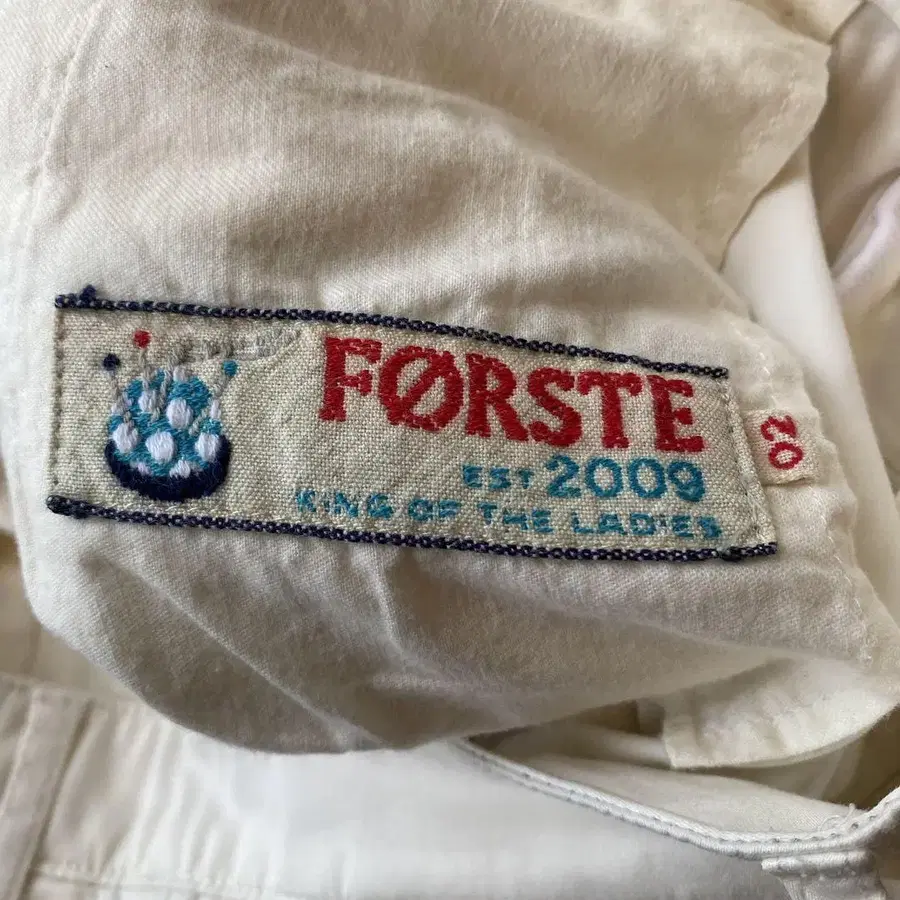 FØRSTE
EST 2009
KING OF THE LADIES
02